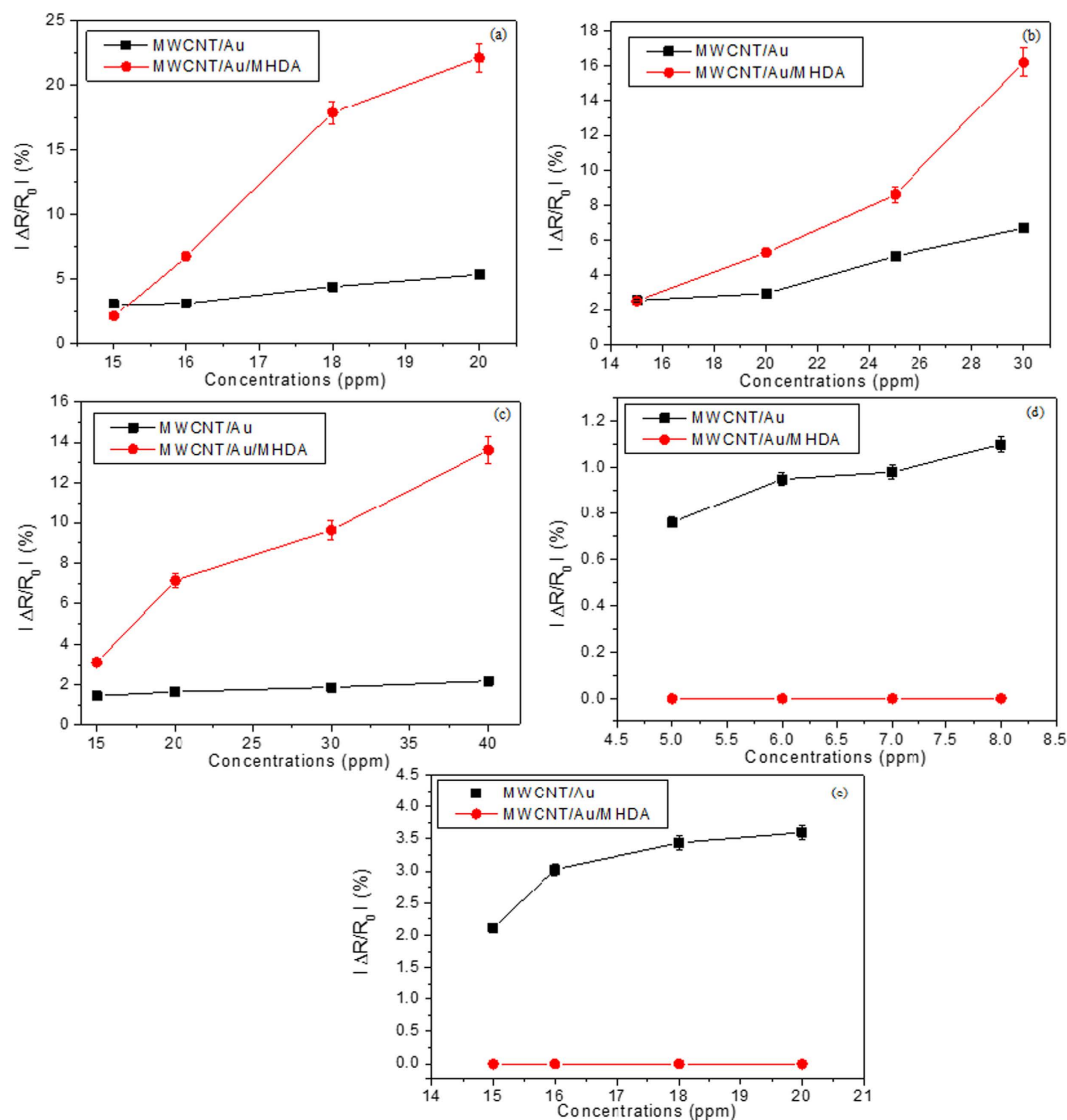 (a)
MWCNT/Au
MWCNT/Au/MHDA
25
20
15
10
5
0
| ΔR/R0 | (%)
15 16 17 18 19 20
Concentrations (ppm)
(b)
MWCNT/Au
MWCNT/Au/MHDA
18
16
14
12
10
8
6
4
2
0
| ΔR/R0 | (%)
14 16 18 20 22 24 26 28 30
Concentrations (ppm)
(c)
MWCNT/Au
MWCNT/Au/MHDA
16
14
12
10
8
6
4
2
0
| ΔR/R0 | (%)
15 20 25 30 35 40
Concentrations (ppm)
(d)
MWCNT/Au
MWCNT/Au/MHDA
1.2
1.0
0.8
0.6
0.4
0.2
0.0
| ΔR/R0 | (%)
4.5 5.0 5.5 6.0 6.5 7.0 7.5 8.0 8.5
Concentrations (ppm)
(e)
MWCNT/Au
MWCNT/Au/MHDA
4.5
4.0
3.5
3.0
2.5
2.0
1.5
1.0
0.5
0.0
| ΔR/R0 | (%)
14 15 16 17 18 19 20 21
Concentrations (ppm)